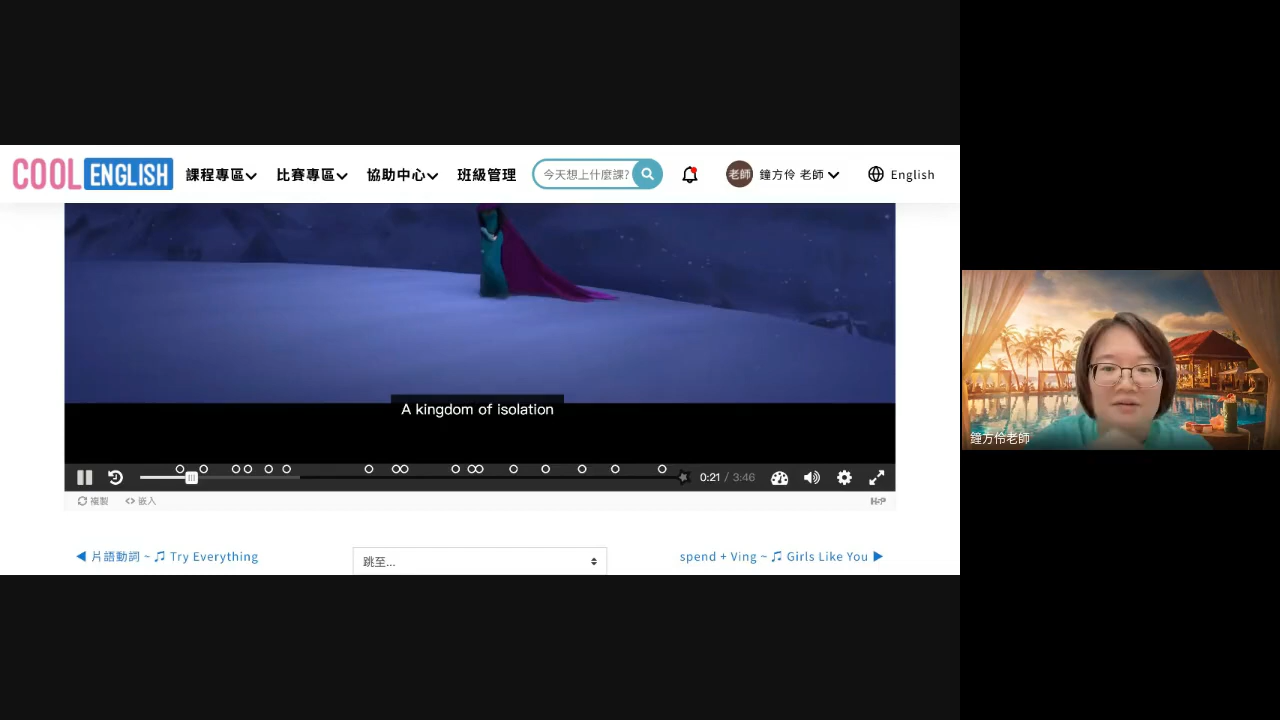 COOL ENGLISH 課程專區 比賽專區 協助中心 班級管理 今天想上什麼課? 老師 鐘方伶 老師 English
A kingdom of isolation
0:21 / 3:46
複製 <> 嵌入 H5P
◀ 片語動詞 ~ ♫ Try Everything 跳至... spend + Ving ~ ♫ Girls Like You ▶
鐘方伶老師